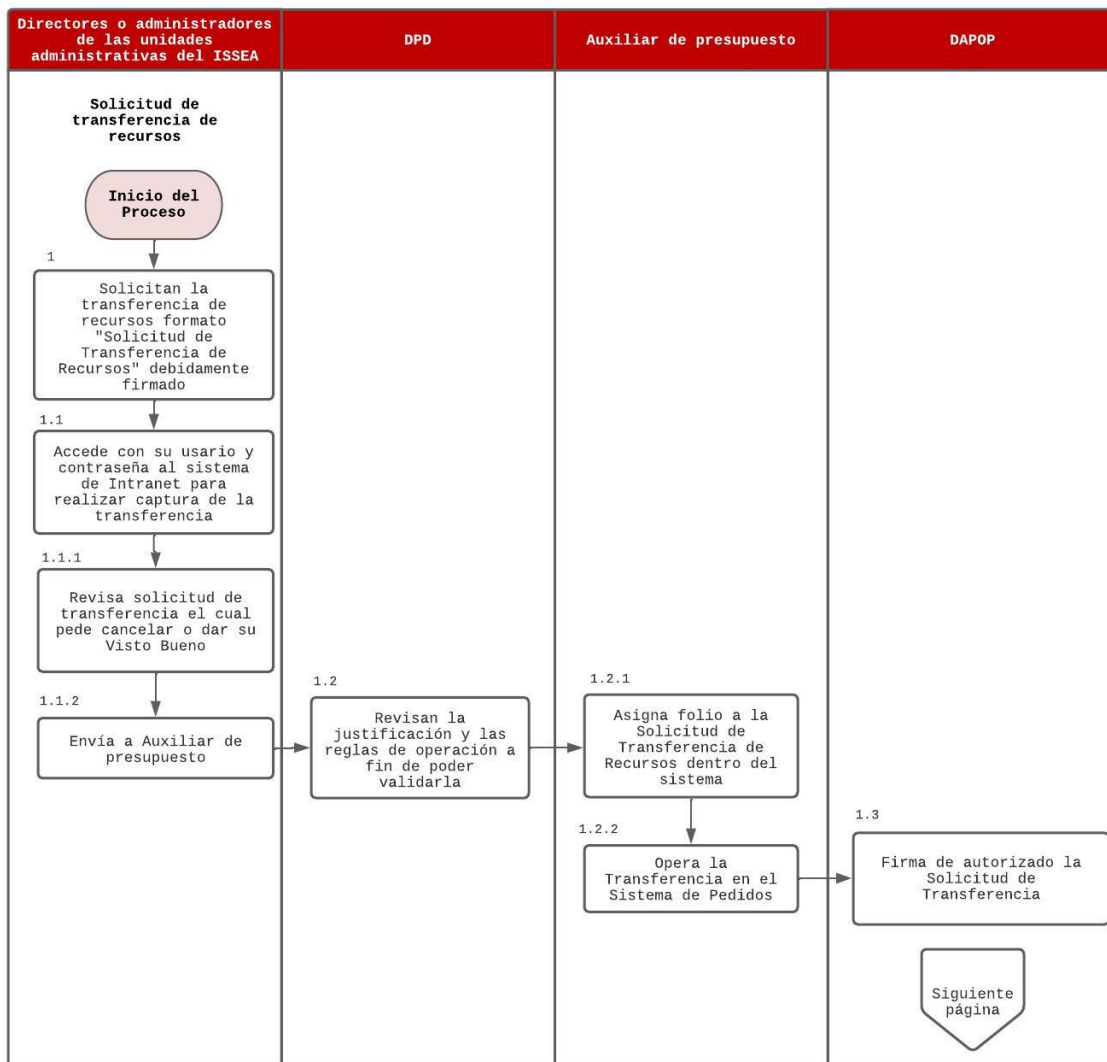 Directores o administradores
de las unidades
administrativas del ISSEA
DPD
Auxiliar de presupuesto
DAPOP
Solicitud de
transferencia de
recursos
Inicio del
Proceso
1
Solicitan la
transferencia de
recursos formato
"Solicitud de
Transferencia de
Recursos" debidamente
firmado
1.1
Accede con su usario y
contraseña al sistema
de Intranet para
realizar captura de la
transferencia
1.1.1
Revisa solicitud de
transferencia el cual
pede cancelar o dar su
Visto Bueno
1.1.2
Envía a Auxiliar de
presupuesto
1.2
Revisan la
justificación y las
reglas de operación a
fin de poder
validarla
1.2.1
Asigna folio a la
Solicitud de
Transferencia de
Recursos dentro del
sistema
1.2.2
Opera la
Transferencia en el
Sistema de Pedidos
1.3
Firma de autorizado la
Solicitud de
Transferencia
Siguiente
página